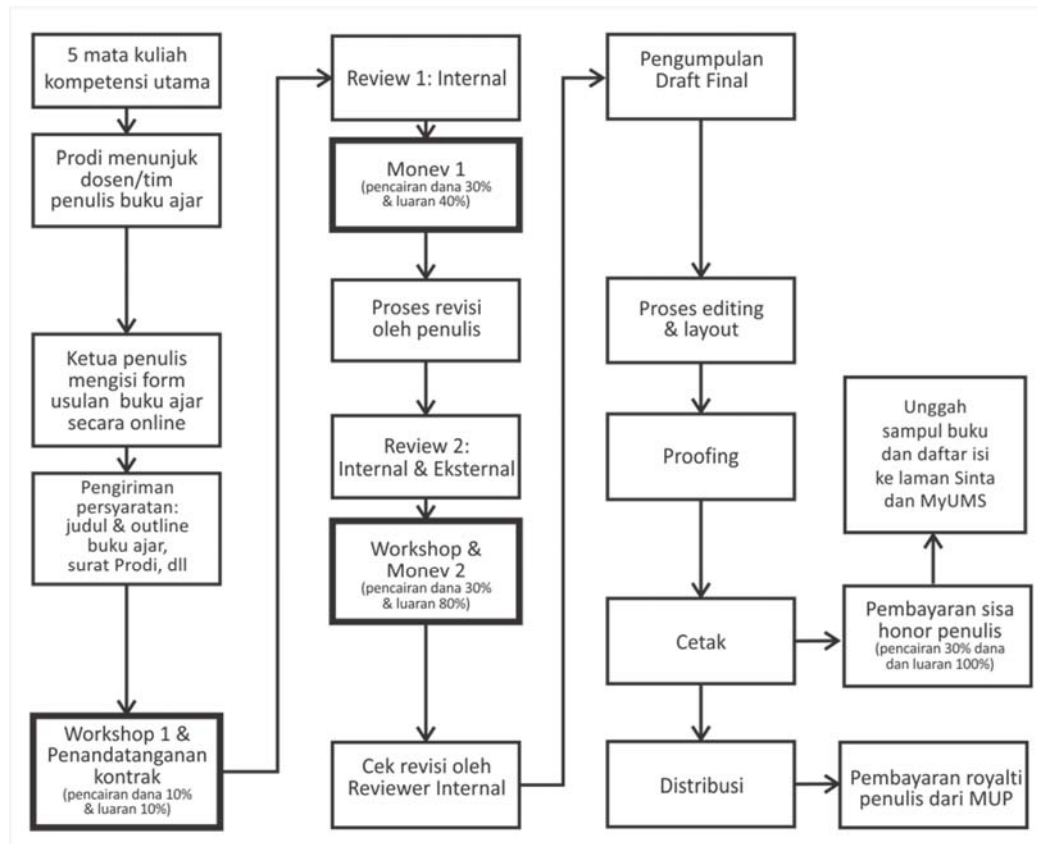 5 mata kuliah
kompetensi utama
Prodi menunjuk
dosen/tim
penulis buku ajar
Ketua penulis
mengisi form
usulan buku ajar
secara online
Pengiriman
persyaratan:
judul & outline
buku ajar,
surat Prodi, dll
Workshop 1 &
Penandatanganan
kontrak
(pencairan dana 10%
& luaran 10%)
Review 1: Internal
Monev 1
(pencairan dana 30%
& luaran 40%)
Proses revisi
oleh penulis
Review 2:
Internal & Eksternal
Workshop &
Monev 2
(pencairan dana 30%
& luaran 80%)
Cek revisi oleh
Reviewer Internal
Pengumpulan
Draft Final
Proses editing
& layout
Proofing
Cetak
Distribusi
Unggah
sampul buku
dan daftar isi
ke laman Sinta
dan MyUMS
Pembayaran sisa
honor penulis
(pencairan 30% dana
dan luaran 100%)
Pembayaran royalti
penulis dari MUP